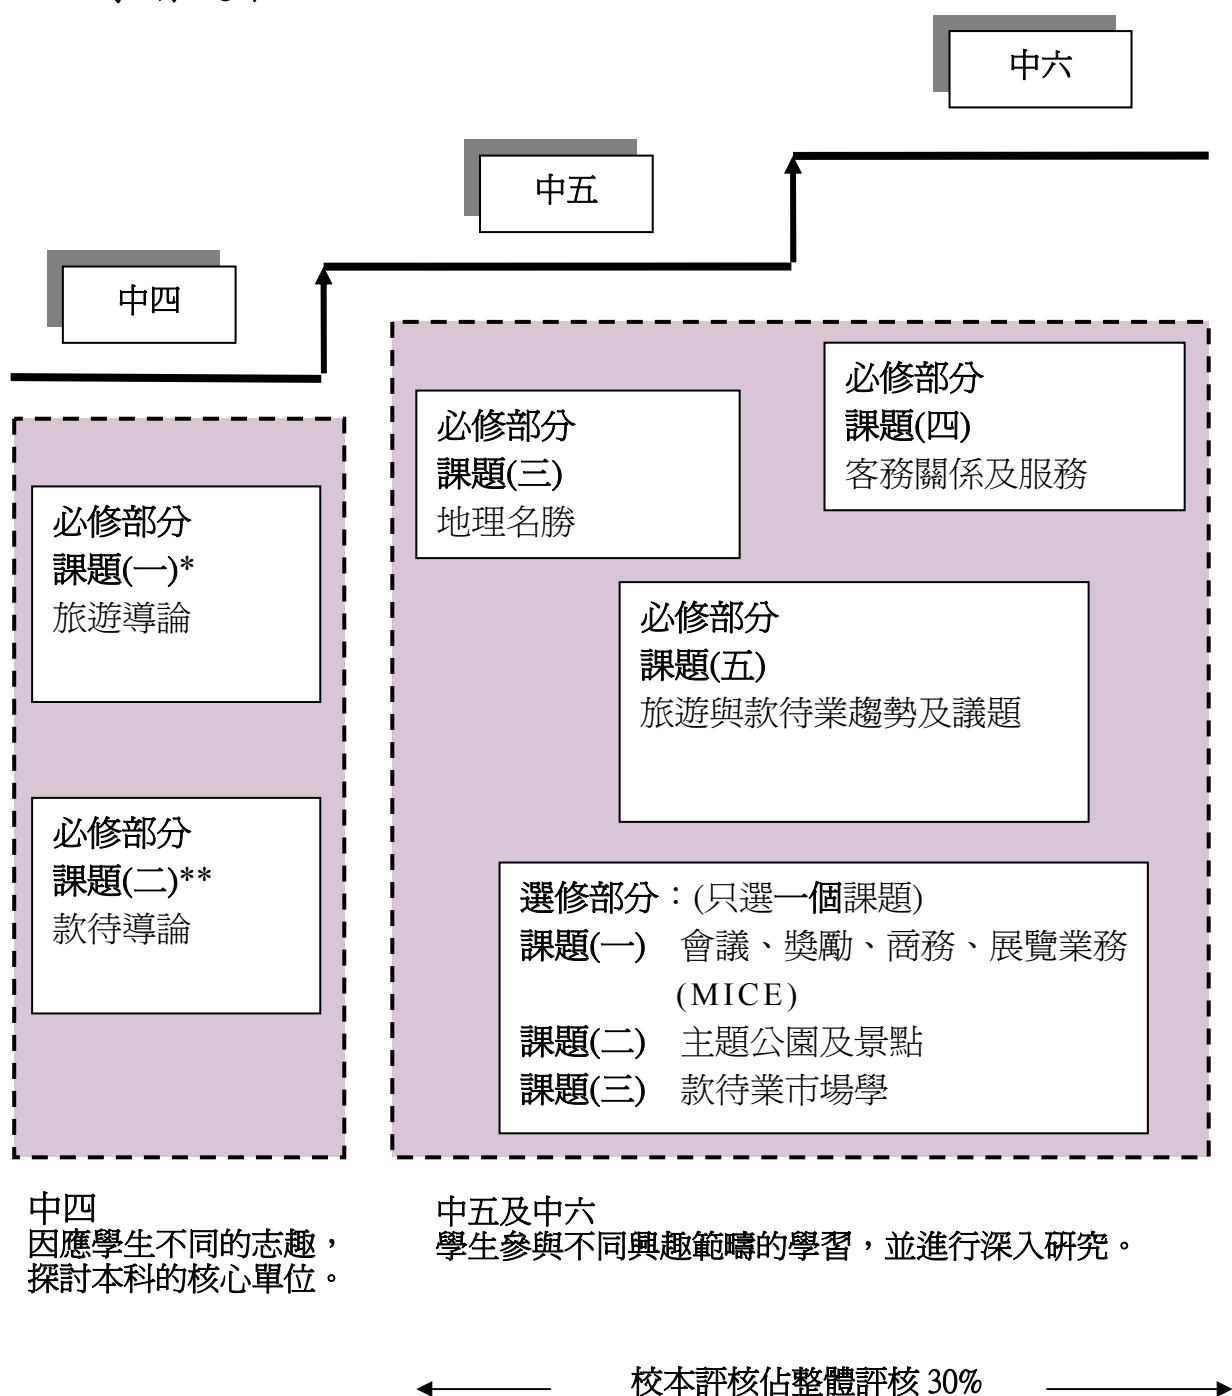 中六
中五
中四
必修部分
課題(四)
客務關係及服務
必修部分
課題(三)
地理名勝
必修部分
課題(一)*
旅遊導論
必修部分
課題(五)
旅遊與款待業趨勢及議題
必修部分
課題(二)**
款待導論
選修部分：(只選一個課題)
課題(一) 會議、獎勵、商務、展覽業務
(MICE)
課題(二) 主題公園及景點
課題(三) 款待業市場學
中四
因應學生不同的志趣，
探討本科的核心單位。
中五及中六
學生參與不同興趣範疇的學習，並進行深入研究。
校本評核佔整體評核 30%